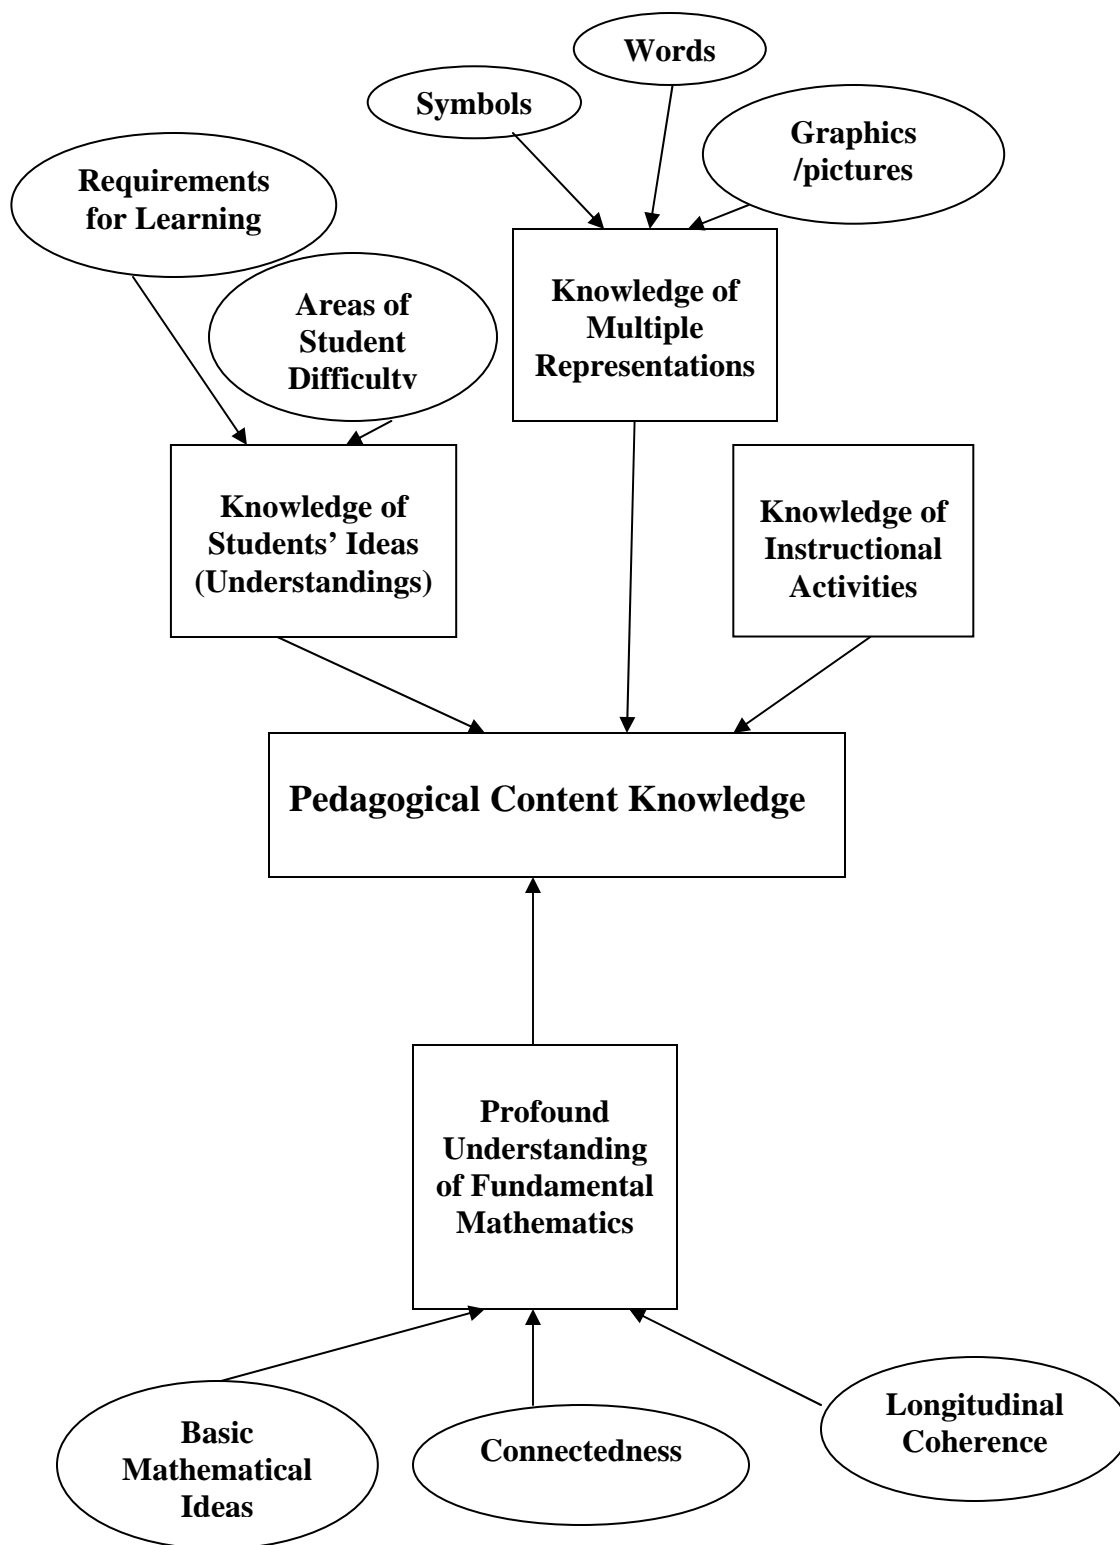 Words
Symbols
Graphics
/pictures
Requirements
for Learning
Areas of
Student
Difficulty
Knowledge of
Multiple
Representations
Knowledge of
Students’ Ideas
(Understandings)
Knowledge of
Instructional
Activities
Pedagogical Content Knowledge
Profound
Understanding
of Fundamental
Mathematics
Basic
Mathematical
Ideas
Connectedness
Longitudinal
Coherence